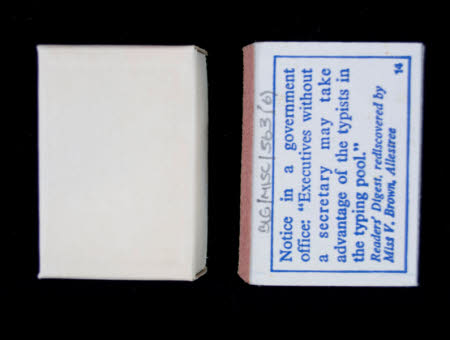 BLG/MISC/563(6)
Notice in a government
office: "Executives without
a secretary may take
advantage of the typists in
the typing pool."
Readers' Digest, rediscovered by
Miss V. Brown, Allestree
14